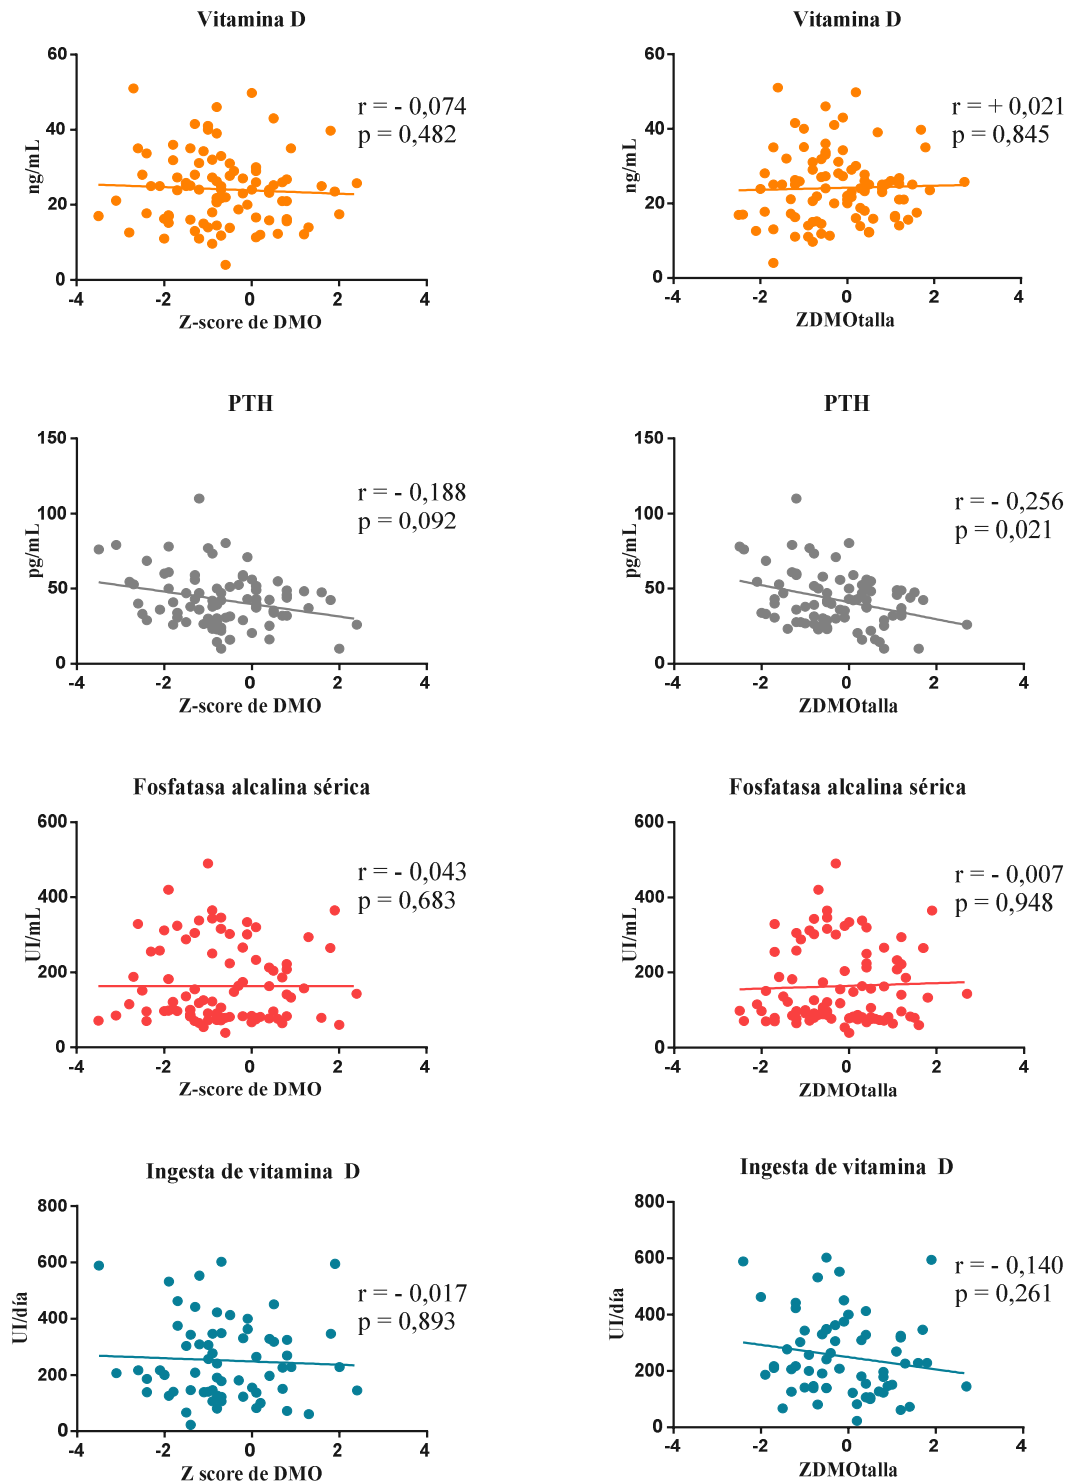 Vitamina D
60
40
20
0
ng/mL
r = - 0,074
p = 0,482
-4 -2 0 2 4
Z-score de DMO
Vitamina D
60
40
20
0
ng/mL
r = + 0,021
p = 0,845
-4 -2 0 2 4
ZDMOtalla
PTH
150
100
50
0
pg/mL
r = - 0,188
p = 0,092
-4 -2 0 2 4
Z-score de DMO
PTH
150
100
50
0
pg/mL
r = - 0,256
p = 0,021
-4 -2 0 2 4
ZDMOtalla
Fosfatasa alcalina sérica
600
400
200
0
UI/mL
r = - 0,043
p = 0,683
-4 -2 0 2 4
Z-score de DMO
Fosfatasa alcalina sérica
600
400
200
0
UI/mL
r = - 0,007
p = 0,948
-4 -2 0 2 4
ZDMOtalla
Ingesta de vitamina D
800
600
400
200
0
UI/día
r = - 0,017
p = 0,893
-4 -2 0 2 4
Z score de DMO
Ingesta de vitamina D
800
600
400
200
0
UI/día
r = - 0,140
p = 0,261
-4 -2 0 2 4
ZDMOtalla